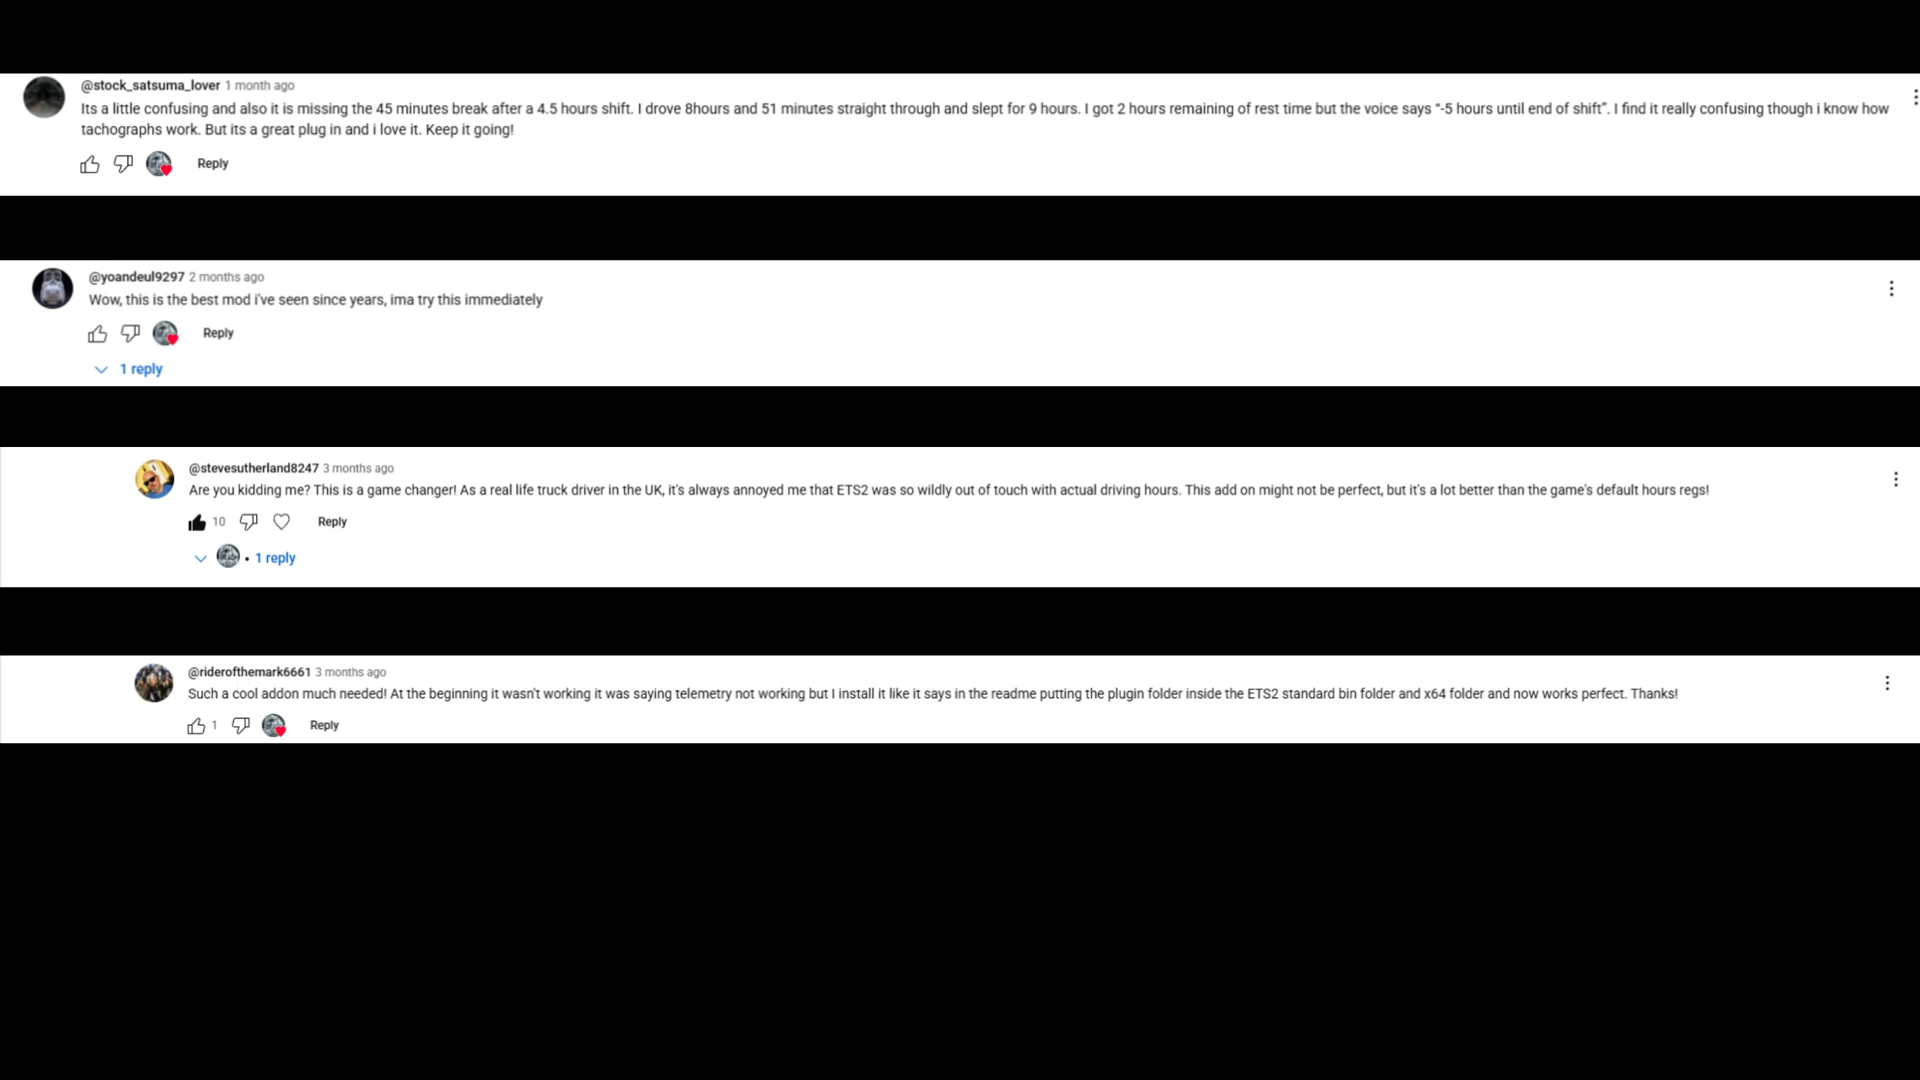 @stock_satsuma_lover 1 month ago
Its a little confusing and also it is missing the 45 minutes break after a 4.5 hours shift. I drove 8hours and 51 minutes straight through and slept for 9 hours. I got 2 hours remaining of rest time but the voice says “-5 hours until end of shift”. I find it really confusing though i know how
tachographs work. But its a great plug in and i love it. Keep it going!
Reply
@yoandeul9297 2 months ago
Wow, this is the best mod i've seen since years, ima try this immediately
Reply
1 reply
@stevesutherland8247 3 months ago
Are you kidding me? This is a game changer! As a real life truck driver in the UK, it's always annoyed me that ETS2 was so wildly out of touch with actual driving hours. This add on might not be perfect, but it's a lot better than the game's default hours regs!
10 Reply
• 1 reply
@riderofthemark6661 3 months ago
Such a cool addon much needed! At the beginning it wasn't working it was saying telemetry not working but I install it like it says in the readme putting the plugin folder inside the ETS2 standard bin folder and x64 folder and now works perfect. Thanks!
1 Reply